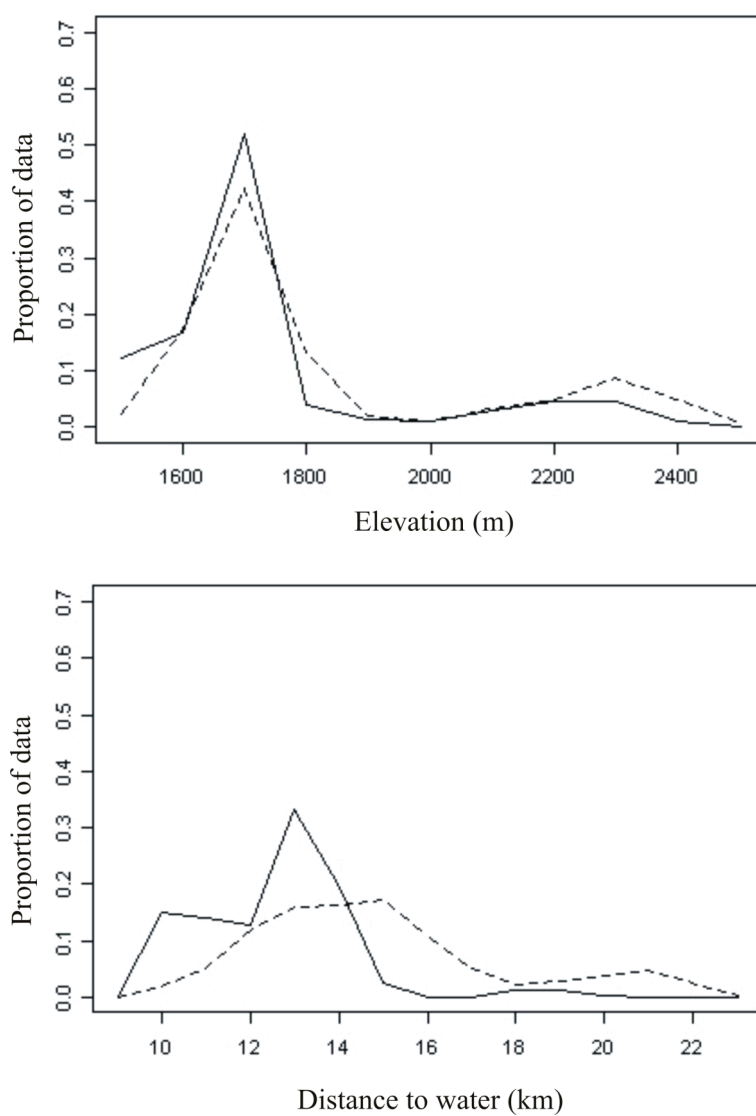 Proportion of data
0.7
0.6
0.5
0.4
0.3
0.2
0.1
0.0
1600 1800 2000 2200 2400
Elevation (m)
Proportion of data
0.7
0.6
0.5
0.4
0.3
0.2
0.1
0.0
10 12 14 16 18 20 22
Distance to water (km)